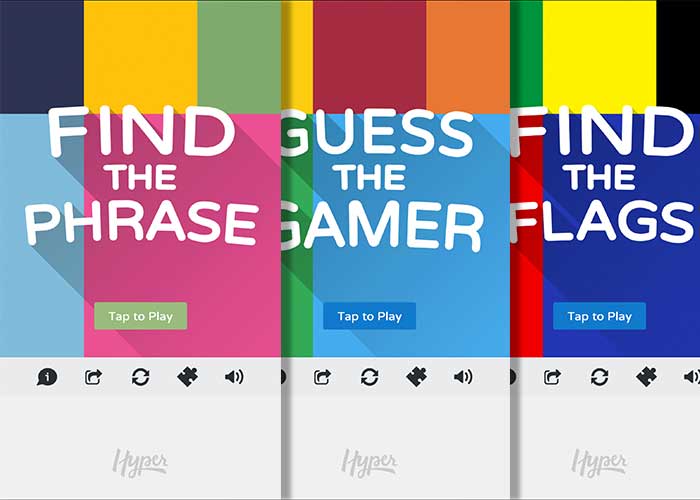 FIND
THE
PHRASE
Tap to Play
Hyper
GUESS
THE
GAMER
Tap to Play
Hyper
FIND
THE
FLAGS
Tap to Play
Hyper